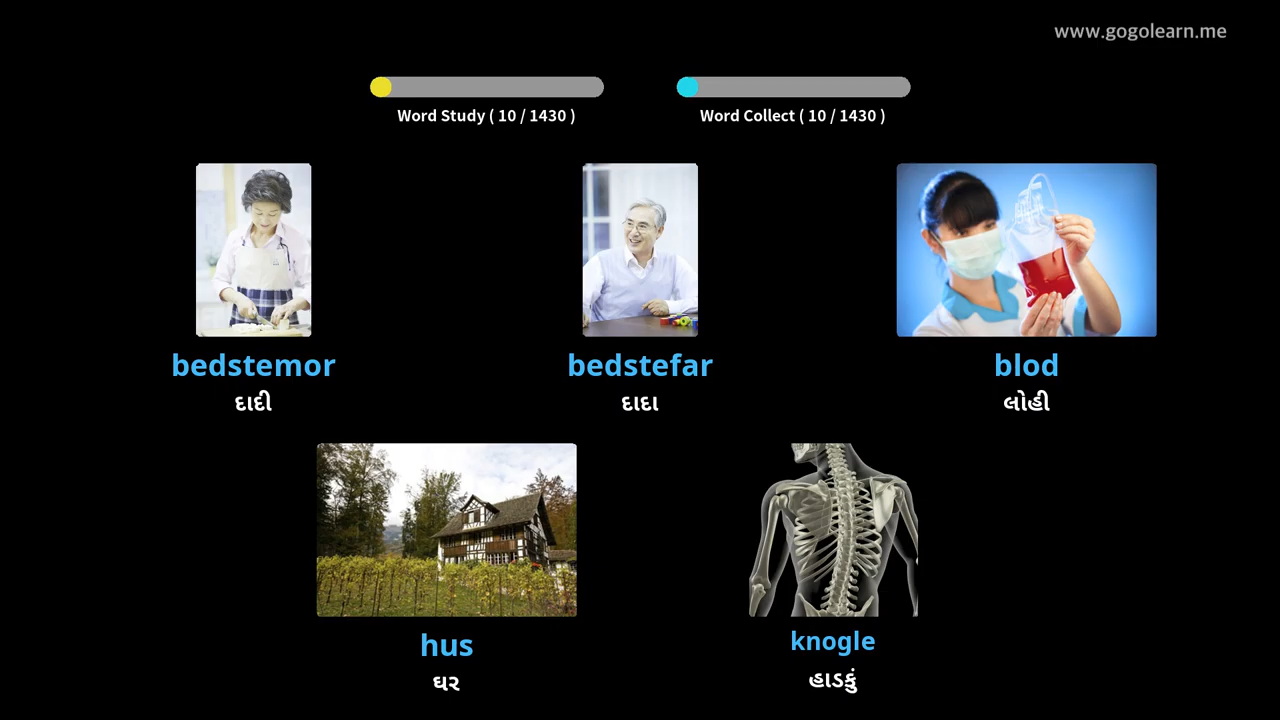 www.gogolearn.me
Word Study ( 10 / 1430 )
Word Collect ( 10 / 1430 )
bedstemor
દાદી
bedstefar
દાદા
blod
લોહી
hus
ઘર
knogle
હાડકું